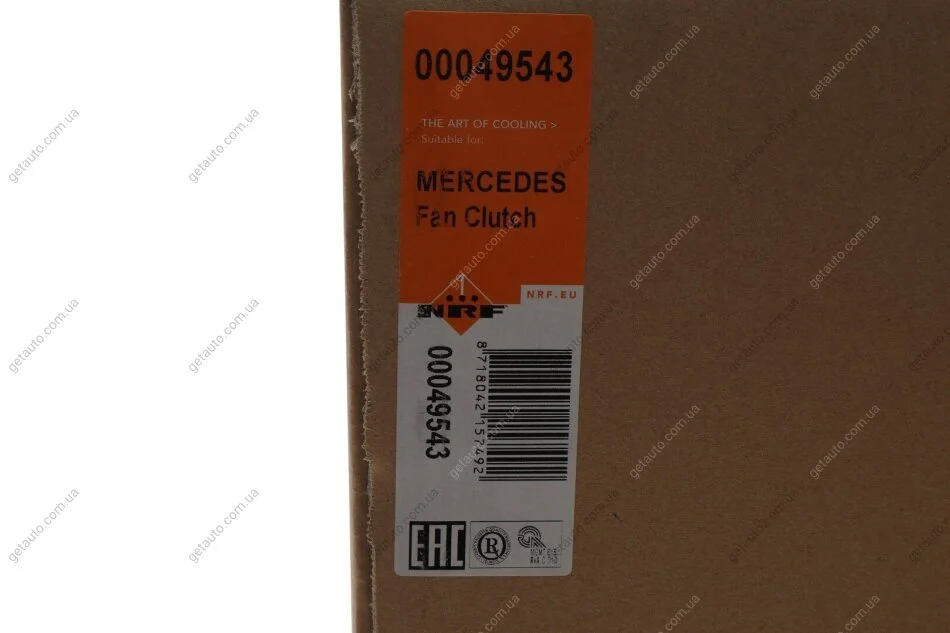 00049543
THE ART OF COOLING >
Suitable for:
MERCEDES
Fan Clutch
NRF.EU
NRF
00049543
8 718042 157492
EAC
R
getauto.com.ua